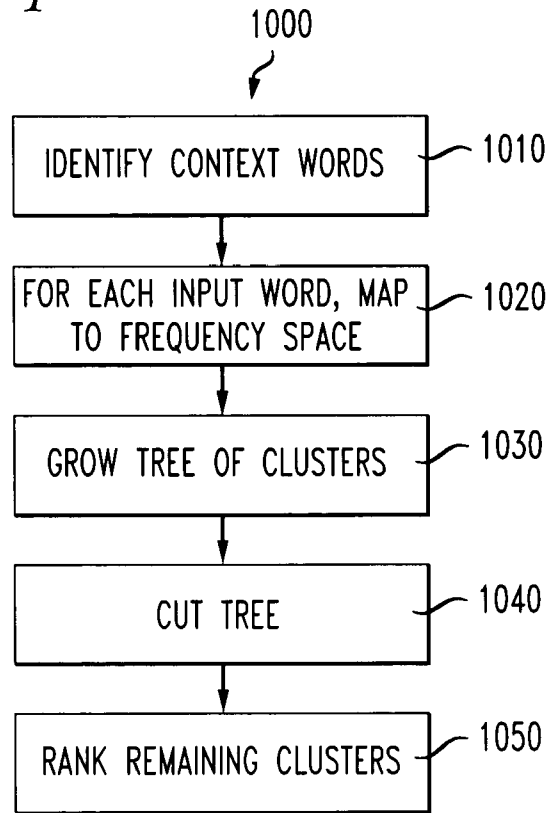 1000
IDENTIFY CONTEXT WORDS
1010
FOR EACH INPUT WORD, MAP
TO FREQUENCY SPACE
1020
GROW TREE OF CLUSTERS
1030
CUT TREE
1040
RANK REMAINING CLUSTERS
1050